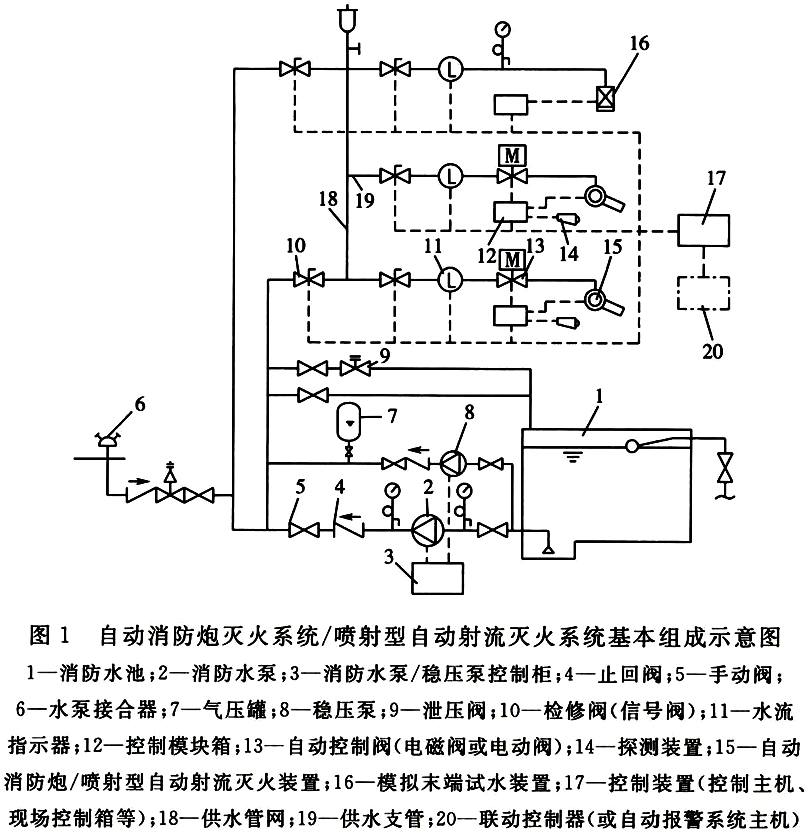 16
L
M
17
18
19
L
12
14
10
11
M
13
15
L
20
9
1
6
7
8
5
4
2
3
图1 自动消防炮灭火系统/喷射型自动射流灭火系统基本组成示意图
1—消防水池;2—消防水泵;3—消防水泵/稳压泵控制柜;4—止回阀;5—手动阀;
6—水泵接合器;7—气压罐;8—稳压泵;9—泄压阀;10—检修阀(信号阀);11—水流
指示器;12—控制模块箱;13—自动控制阀(电磁阀或电动阀);14—探测装置;15—自动
消防炮/喷射型自动射流灭火装置;16—模拟末端试水装置;17—控制装置(控制主机、
现场控制箱等);18—供水管网;19—供水支管;20—联动控制器(或自动报警系统主机)